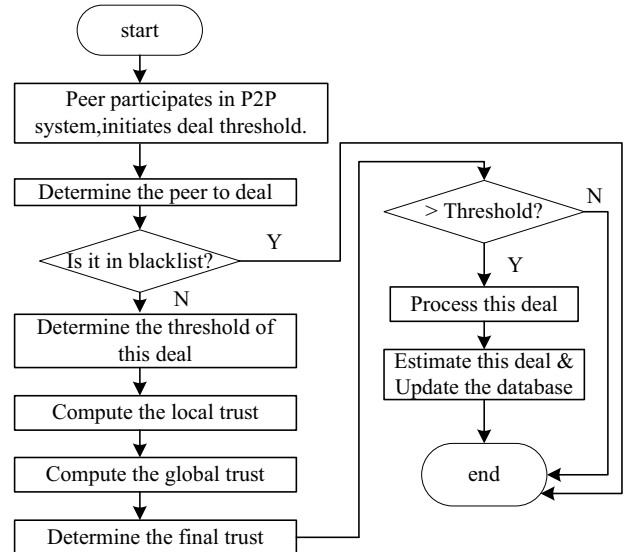 start
Peer participates in P2P
system,initiates deal threshold.
Determine the peer to deal
Is it in blacklist?
Y
N
Determine the threshold of
this deal
Compute the local trust
Compute the global trust
Determine the final trust
> Threshold?
N
Y
Process this deal
Estimate this deal &
Update the database
end